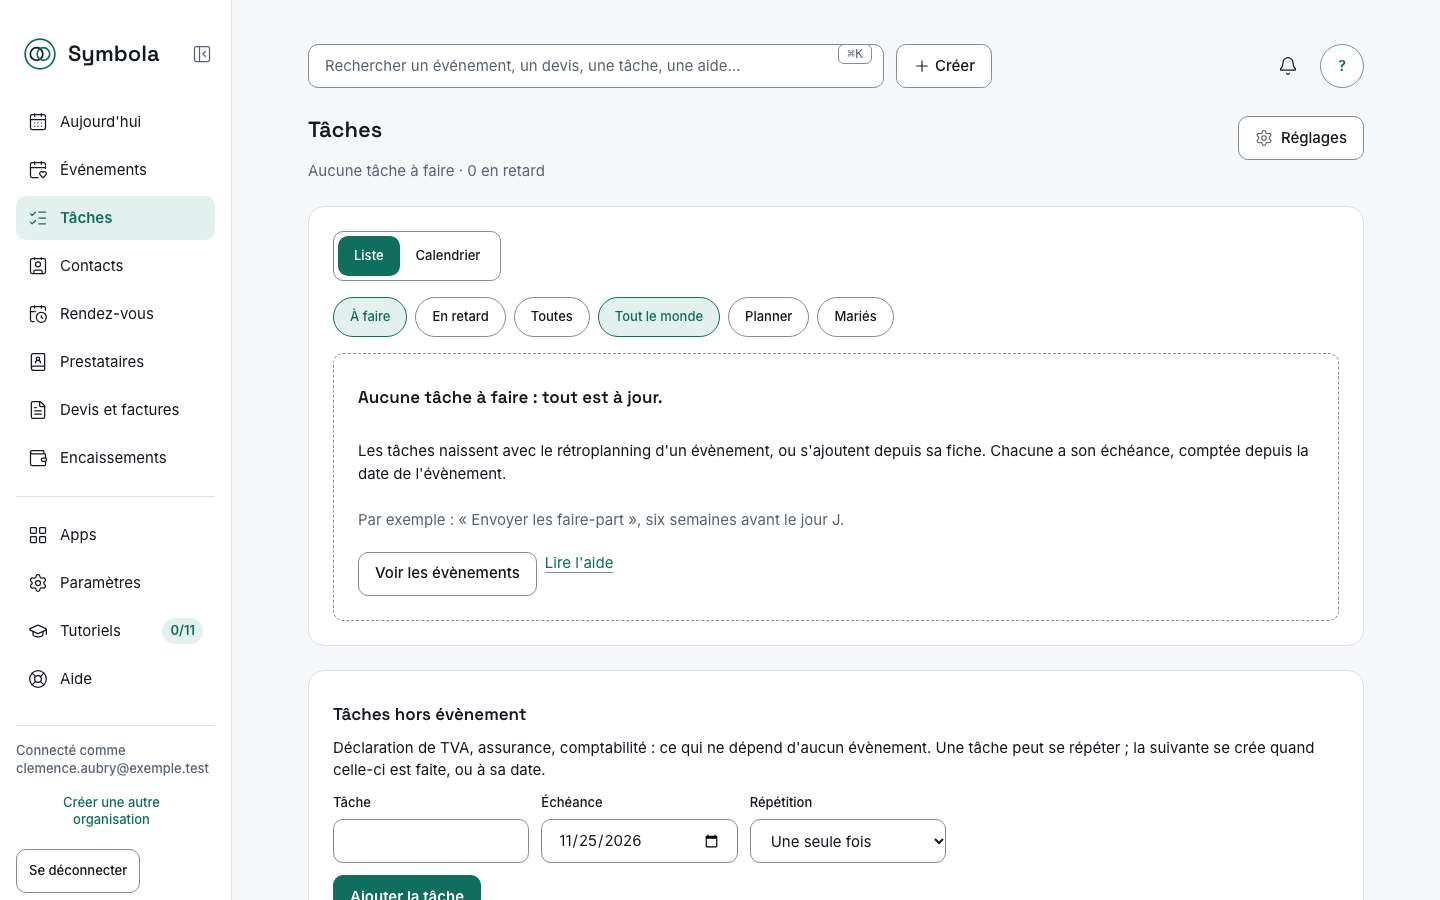 Symbola
Aujourd'hui
Événements
Tâches
Contacts
Rendez-vous
Prestataires
Devis et factures
Encaissements
Apps
Paramètres
Tutoriels
0/11
Aide
Connecté comme
clemence.aubry@exemple.test
Créer une autre
organisation
Se déconnecter
Rechercher un événement, un devis, une tâche, une aide...
⌘K
Créer
?
Tâches
Aucune tâche à faire · 0 en retard
Réglages
Liste
Calendrier
À faire
En retard
Toutes
Tout le monde
Planner
Mariés
Aucune tâche à faire : tout est à jour.
Les tâches naissent avec le rétroplanning d'un évènement, ou s'ajoutent depuis sa fiche. Chacune a son échéance, comptée depuis la
date de l'évènement.
Par exemple : « Envoyer les faire-part », six semaines avant le jour J.
Voir les évènements
Lire l'aide
Tâches hors évènement
Déclaration de TVA, assurance, comptabilité : ce qui ne dépend d'aucun évènement. Une tâche peut se répéter ; la suivante se crée quand
celle-ci est faite, ou à sa date.
Tâche
Échéance
Répétition
11/25/2026
Une seule fois
Ajouter la tâche